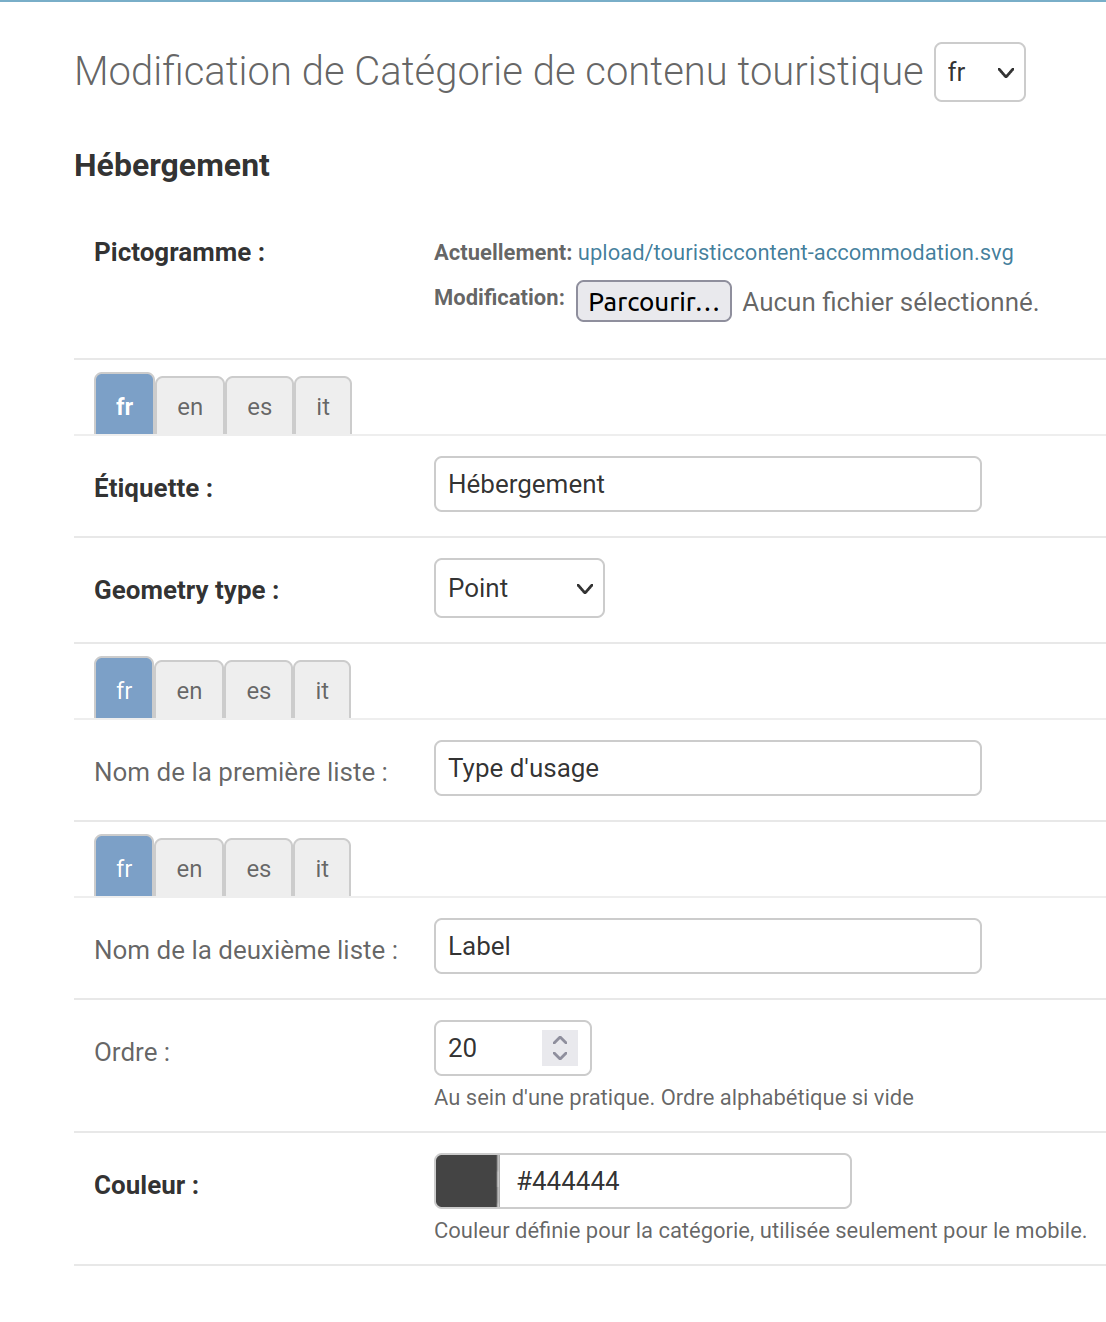 Modification de Catégorie de contenu touristique fr
Hébergement
Pictogramme : Actuellement: upload/touristiccontent-accommodation.svg
Modification: Parcourir… Aucun fichier sélectionné.
fr en es it
Étiquette : Hébergement
Geometry type : Point
fr en es it
Nom de la première liste : Type d'usage
fr en es it
Nom de la deuxième liste : Label
Ordre : 20
Au sein d'une pratique. Ordre alphabétique si vide
Couleur : #444444
Couleur définie pour la catégorie, utilisée seulement pour le mobile.